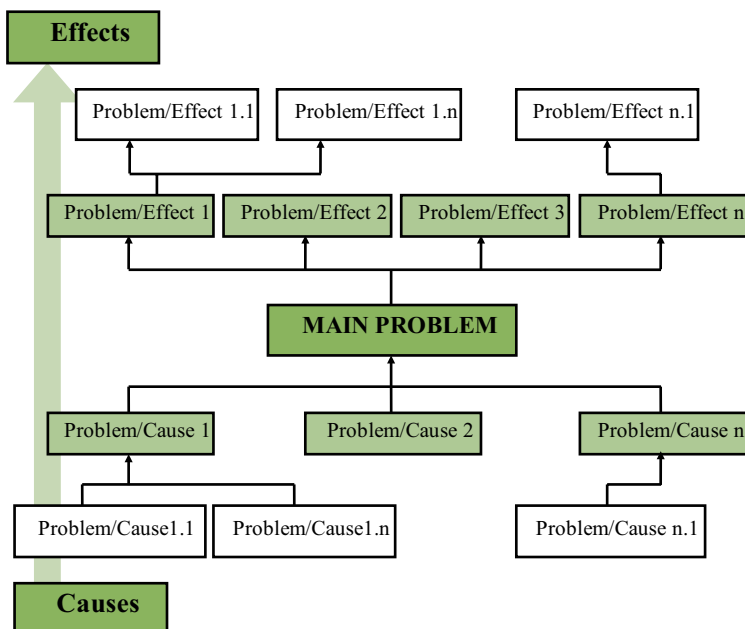 Effects
Problem/Effect 1.1
Problem/Effect 1.n
Problem/Effect n.1
Problem/Effect 1
Problem/Effect 2
Problem/Effect 3
Problem/Effect n
MAIN PROBLEM
Problem/Cause 1
Problem/Cause 2
Problem/Cause n
Problem/Cause1.1
Problem/Cause1.n
Problem/Cause n.1
Causes